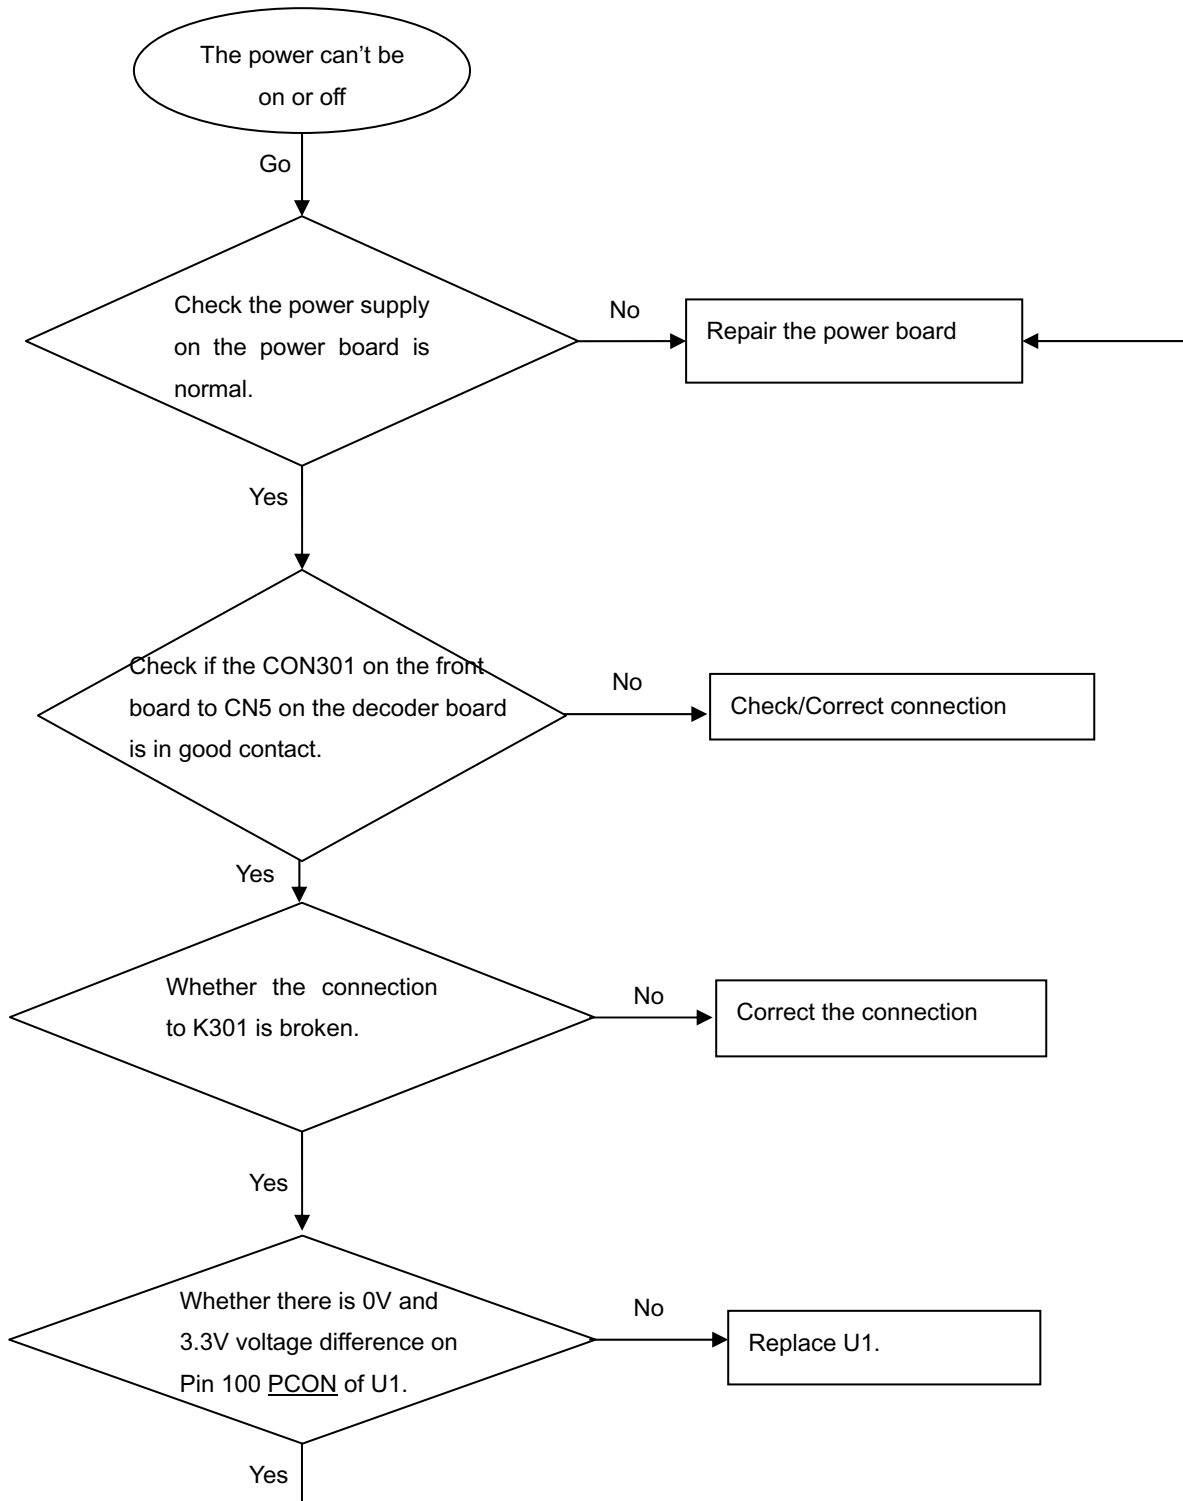 The power can’t be
on or off
Go
Check the power supply
on the power board is
normal.
No
Repair the power board
Yes
Check if the CON301 on the front
board to CN5 on the decoder board
is in good contact.
No
Check/Correct connection
Yes
Whether the connection
to K301 is broken.
No
Correct the connection
Yes
Whether there is 0V and
3.3V voltage difference on
Pin 100 PCON of U1.
No
Replace U1.
Yes